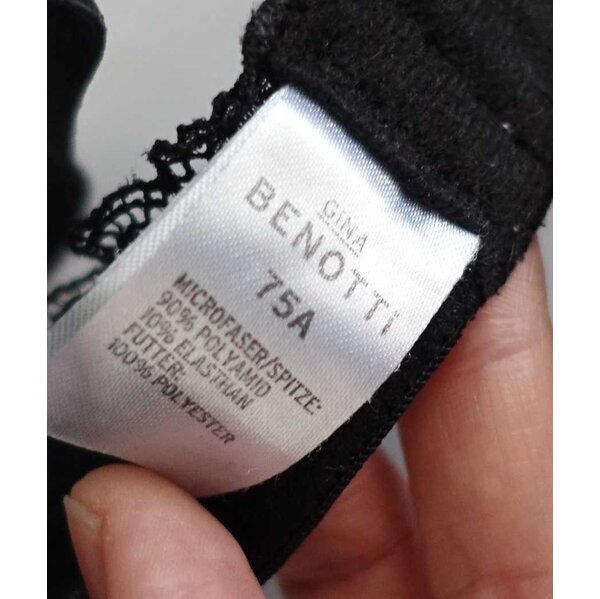 GINA
BENOTTI
75A
MICROFASER/SPITZE:
90% POLYAMID
10% ELASTHAN
FUTTER:
100% POLYESTER